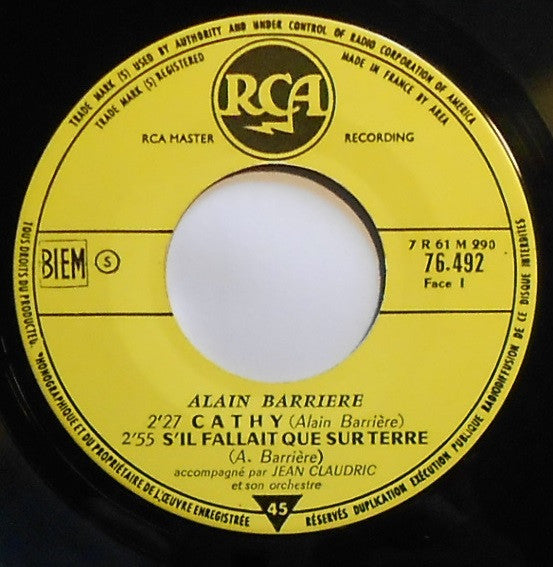 TRADE MARK (S) USED BY AUTHORITY AND UNDER CONTROL OF RADIO CORPORATION OF AMERICA
TRADE MARK (S) REGISTERED
MADE IN FRANCE BY AREA
RCA
RCA MASTER RECORDING
BIEM S
7 R 61 M 290
76.492
Face 1
ALAIN BARRIERE
2'27 CATHY (Alain Barrière)
2'55 S'IL FALLAIT QUE SUR TERRE
(A. Barrière)
accompagné par JEAN CLAUDRIC
et son orchestre
45
TOUS DROITS DU PRODUCTEUR
PHONOGRAPHIQUE ET DU PROPRIÉTAIRE DE L'ŒUVRE ENREGISTRÉE
RÉSERVÉS DUPLICATION EXÉCUTION PUBLIQUE RADIODIFFUSION DE CE DISQUE INTERDITES